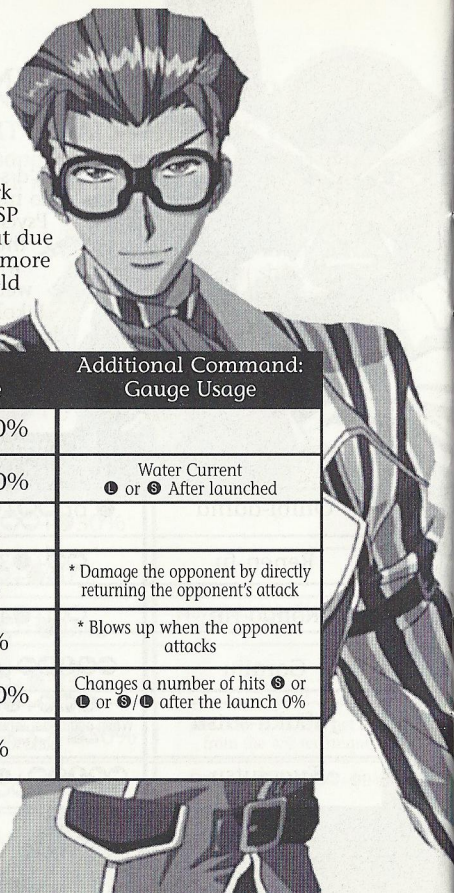 rk
SP
ut due
more
ld
Additional Command:
Gauge Usage
e
0%
0%
Water Current
L or S After launched
* Damage the opponent by directly
returning the opponent's attack
%
* Blows up when the opponent
attacks
0%
Changes a number of hits S or
L or S/L after the launch 0%
%